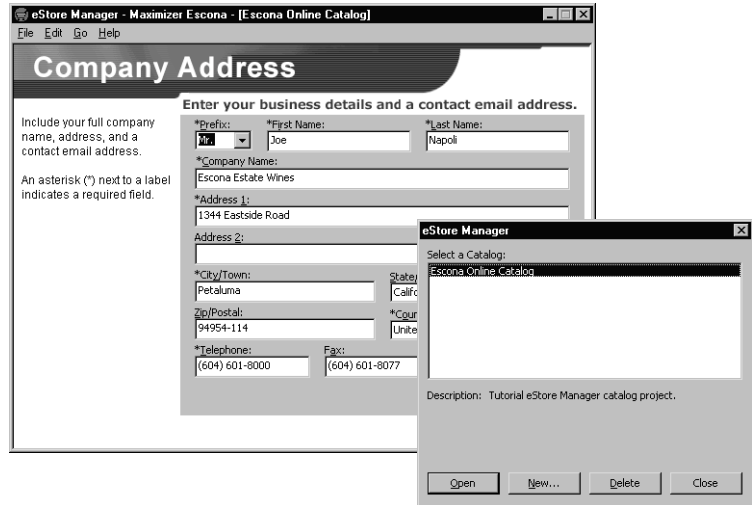 eStore Manager - Maximizer Escona - [Escona Online Catalog]
File Edit Go Help
Company Address
Enter your business details and a contact email address.
Include your full company
name, address, and a
contact email address.
An asterisk (*) next to a label
indicates a required field.
*Prefix: *First Name: *Last Name:
Mr. Joe Napoli
*Company Name:
Escona Estate Wines
*Address 1:
1344 Eastside Road
Address 2:
*City/Town: State/
Petaluma Califo
Zip/Postal: *Cour
94954-114 Unite
*Telephone: Fax:
(604) 601-8000 (604) 601-8077
eStore Manager
Select a Catalog:
Escona Online Catalog
Description: Tutorial eStore Manager catalog project.
Open New... Delete Close